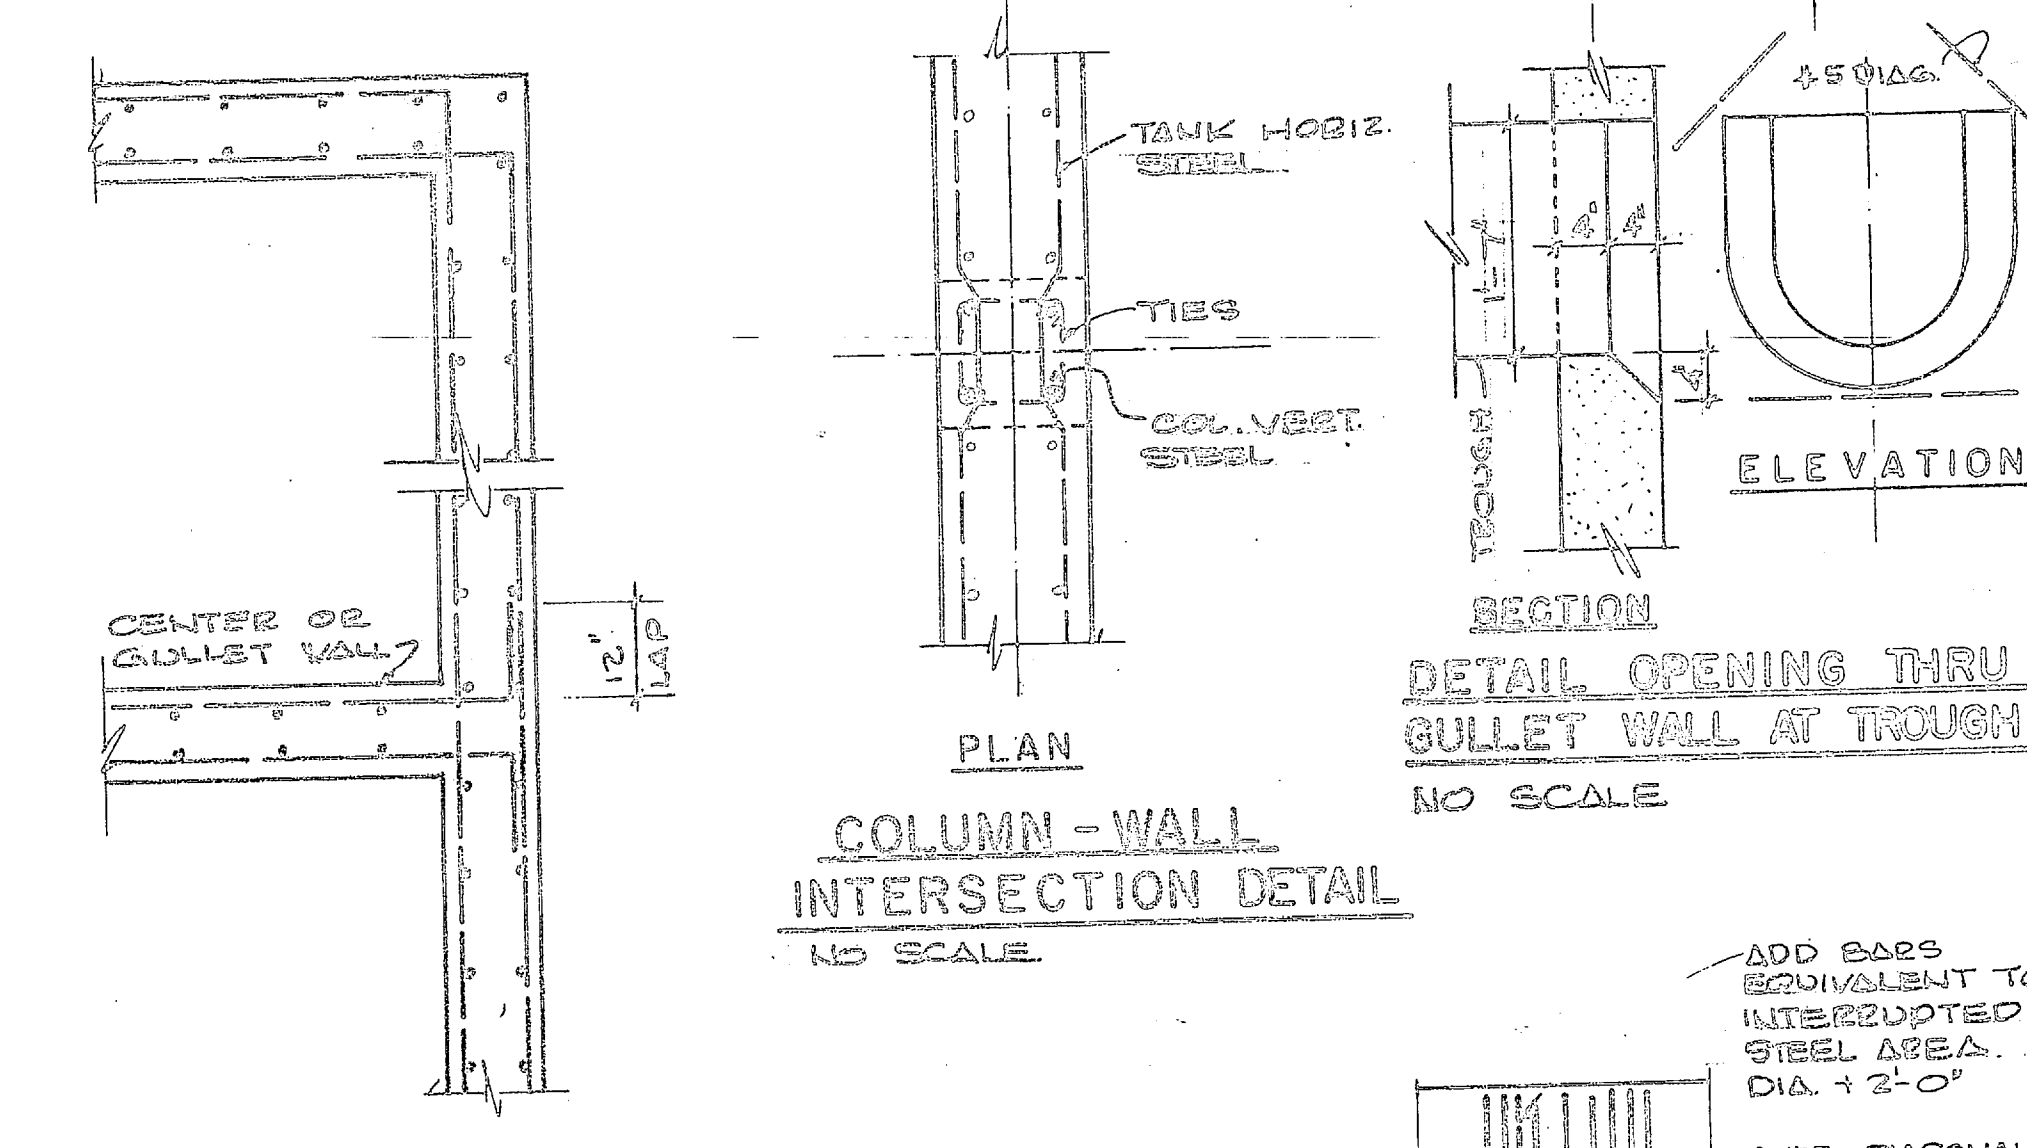 CENTER OR
GULLET WALL
12"
LAP
TANK HORIZ.
STEEL
TIES
COL. VERT.
STEEL
PLAN
COLUMN - WALL
INTERSECTION DETAIL
NO SCALE
1'-7"
4"
4"
4"
TROUGH
SECTION
DIAG.
ELEVATION
DETAIL OPENING THRU
GULLET WALL AT TROUGH
NO SCALE
ADD BARS
EQUIVALENT TO
INTERRUPTED
STEEL AREA.
DIA. + 2'-0"